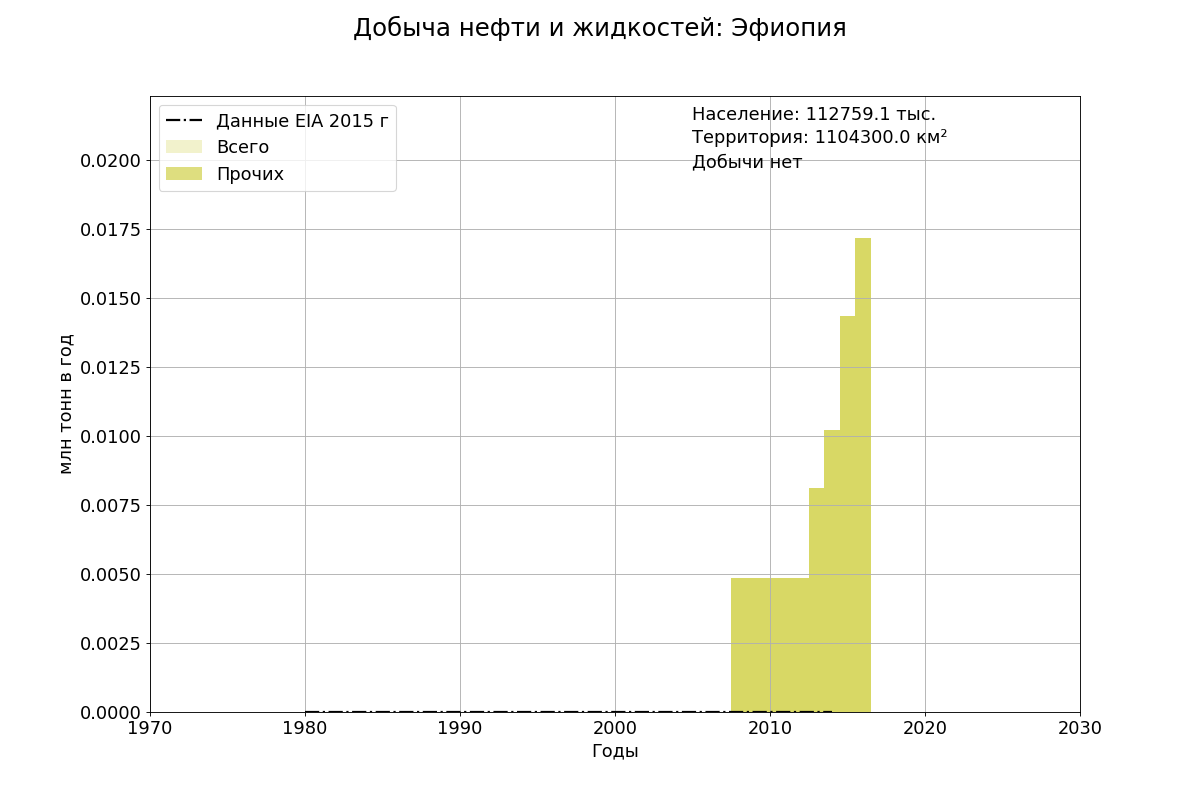 Добыча нефти и жидкостей: Эфиопия
Данные EIA 2015 г
Всего
Прочих
Население: 112759.1 тыс.
Территория: 1104300.0 км²
Добычи нет
0.0200
0.0175
0.0150
0.0125
0.0100
0.0075
0.0050
0.0025
0.0000
млн тонн в год
1970 1980 1990 2000 2010 2020 2030
Годы